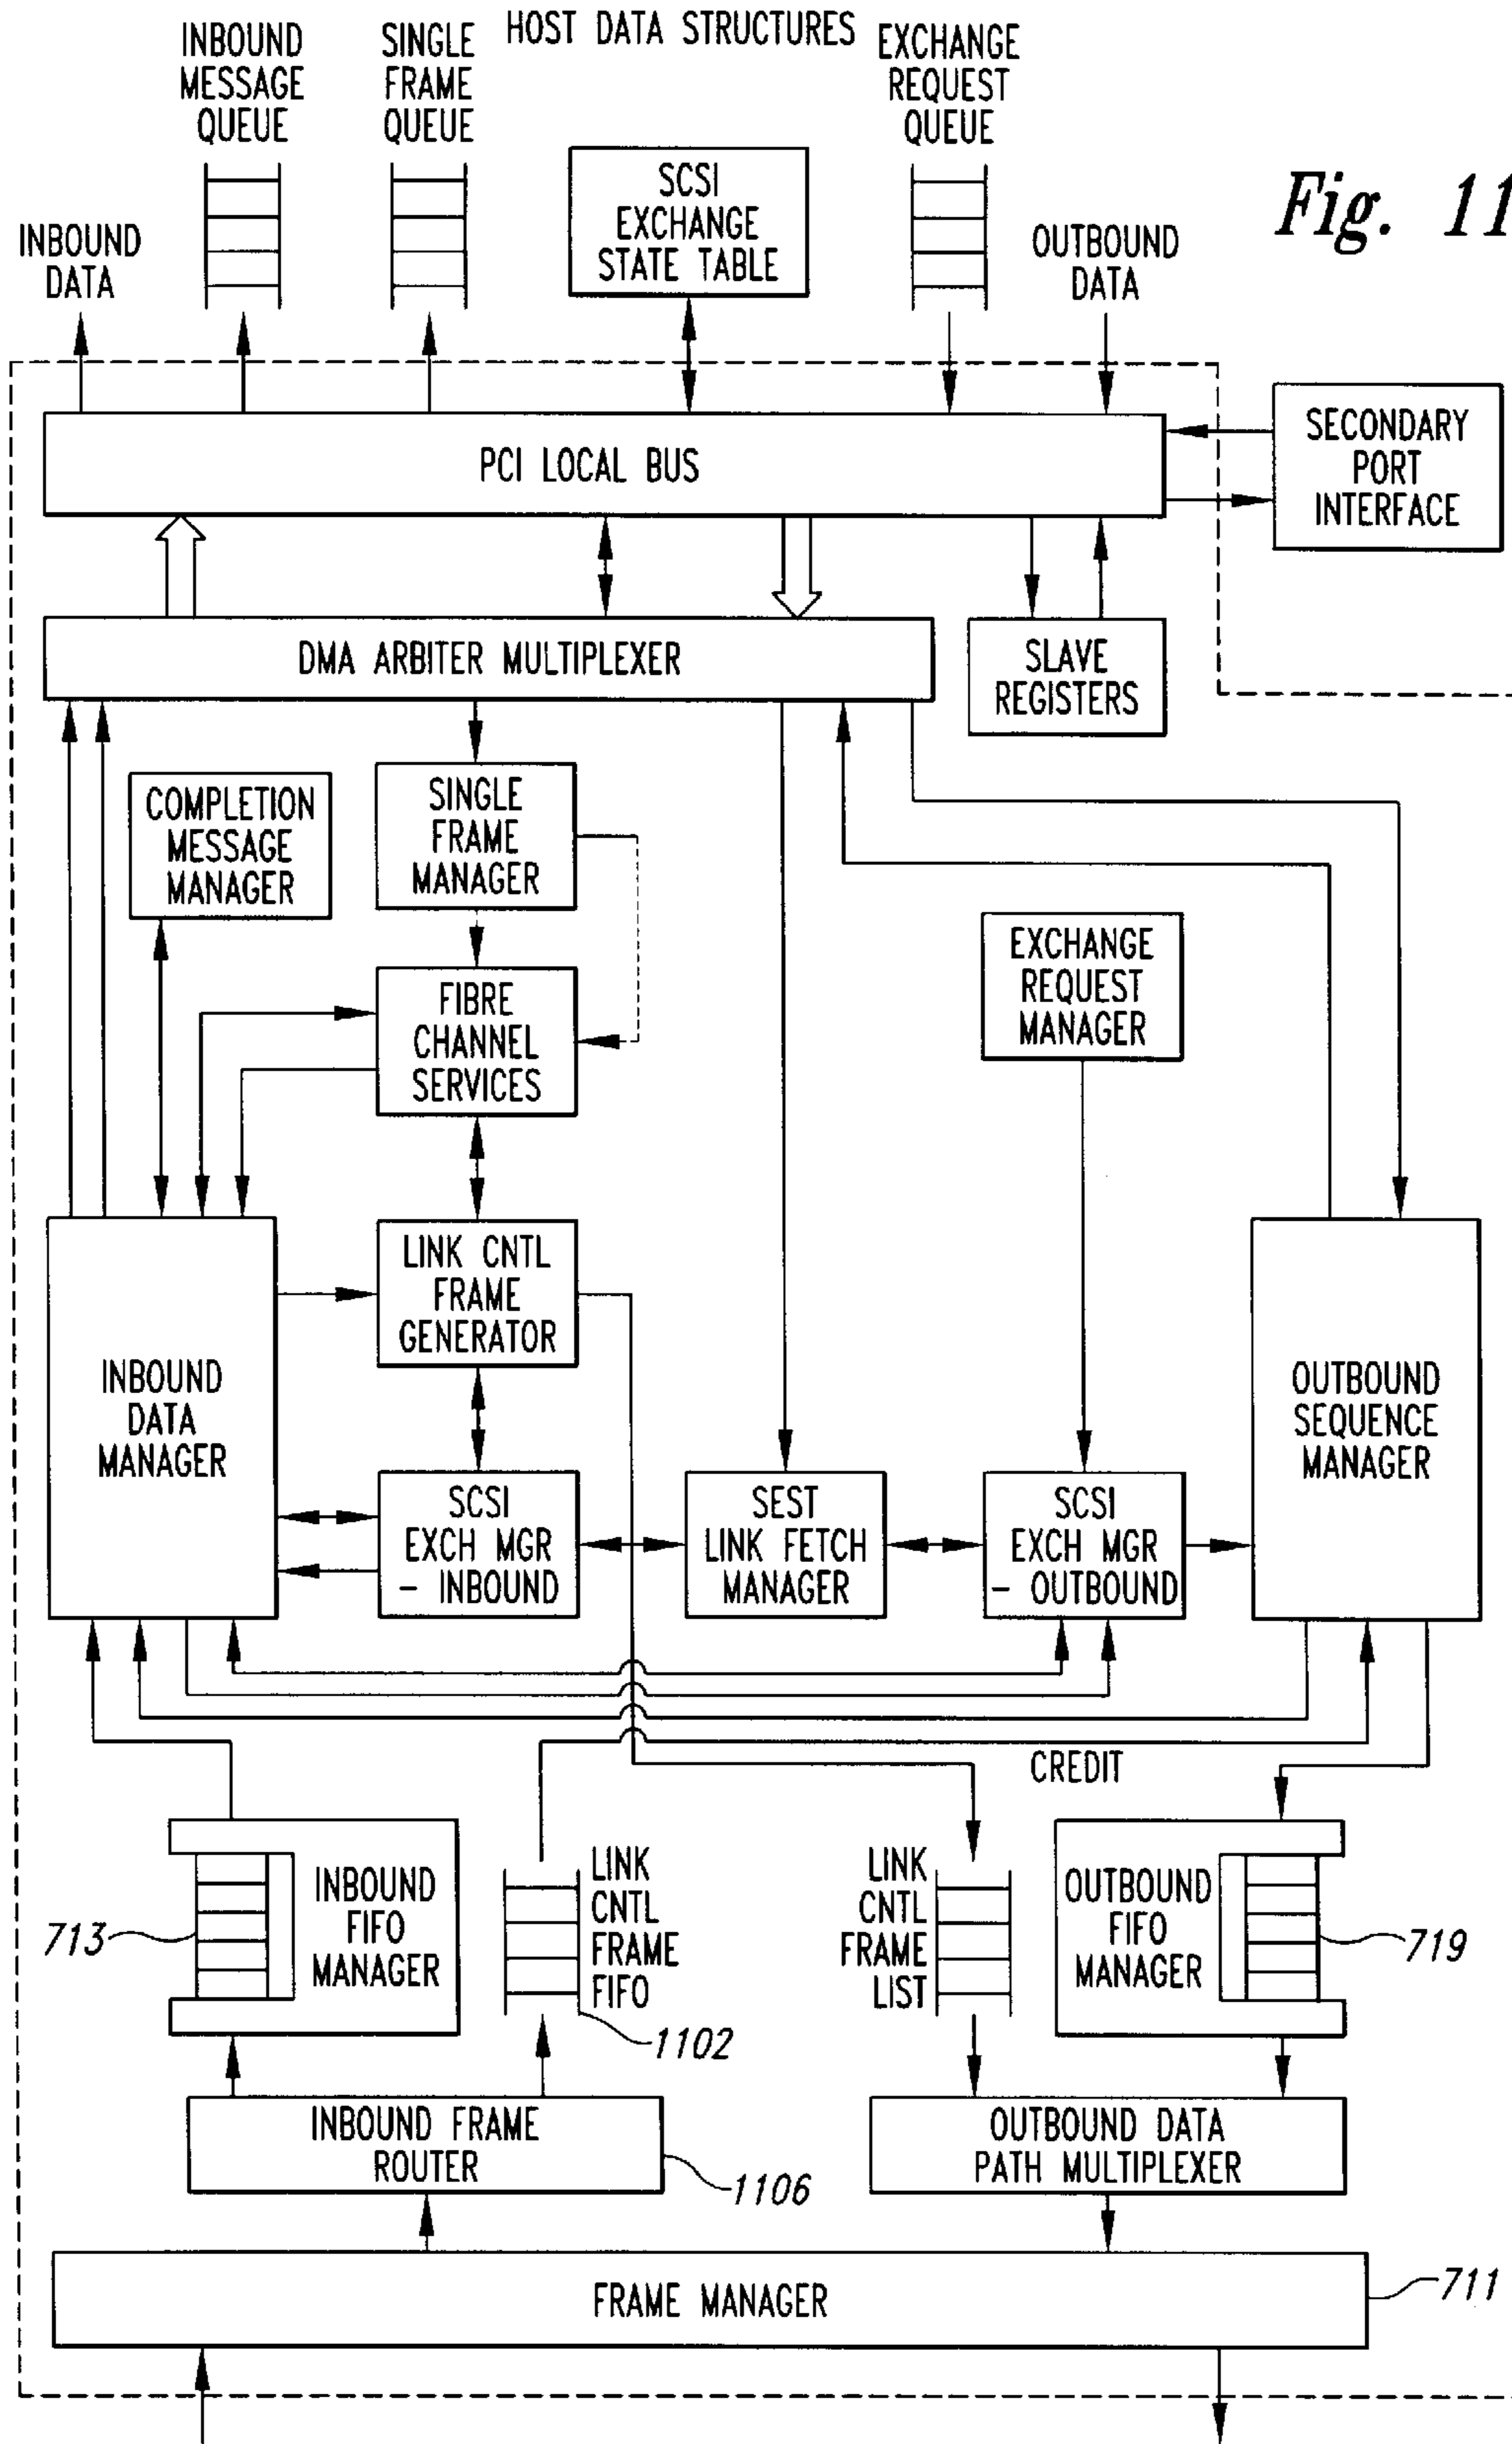 HOST DATA STRUCTURES
INBOUND
MESSAGE
QUEUE
SINGLE
FRAME
QUEUE
EXCHANGE
REQUEST
QUEUE
Fig. 11
INBOUND
DATA
SCSI
EXCHANGE
STATE TABLE
OUTBOUND
DATA
PCI LOCAL BUS
SECONDARY
PORT
INTERFACE
DMA ARBITER MULTIPLEXER
SLAVE
REGISTERS
COMPLETION
MESSAGE
MANAGER
SINGLE
FRAME
MANAGER
EXCHANGE
REQUEST
MANAGER
FIBRE
CHANNEL
SERVICES
INBOUND
DATA
MANAGER
LINK CNTL
FRAME
GENERATOR
OUTBOUND
SEQUENCE
MANAGER
SCSI
EXCH MGR
- INBOUND
SEST
LINK FETCH
MANAGER
SCSI
EXCH MGR
- OUTBOUND
CREDIT
713
INBOUND
FIFO
MANAGER
LINK
CNTL
FRAME
FIFO
1102
LINK
CNTL
FRAME
LIST
OUTBOUND
FIFO
MANAGER
719
INBOUND FRAME
ROUTER
1106
OUTBOUND DATA
PATH MULTIPLEXER
FRAME MANAGER
711